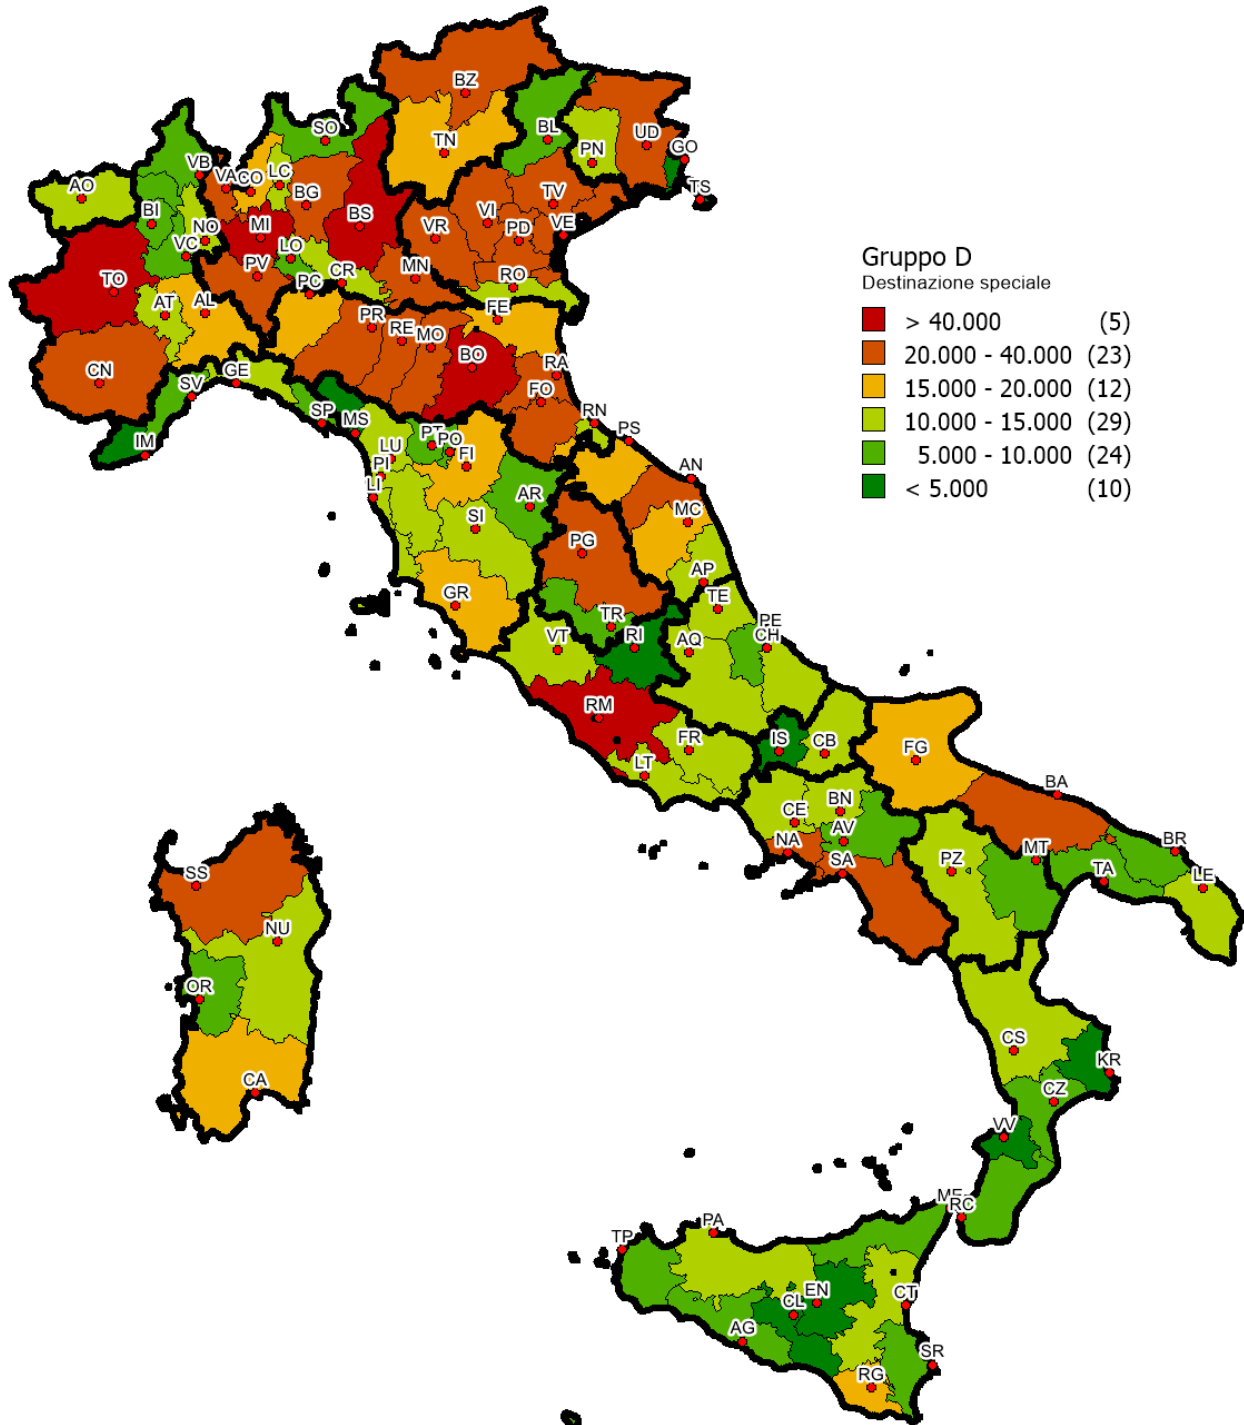 BZ
SO
BL
UD
TN
PN
GO
VB
VA
CO
LC
AO
BG
TV
TS
BI
BS
NO
MI
VR
VI
PD
VE
VC
LO
TO
PV
PC
CR
MN
RO
AT
AL
PR
RE
MO
FE
CN
SV
GE
BO
RA
FO
SP
MS
RN
PS
IM
LU
PT
PO
FI
PI
LI
AR
AN
SI
MC
PG
AP
GR
TR
TE
VT
RI
AQ
PE
CH
RM
FR
IS
CB
LT
FG
BA
CE
BN
NA
AV
SA
PZ
MT
BR
TA
LE
SS
NU
OR
CA
CS
KR
CZ
VV
ME
RC
PA
TP
EN
CL
CT
AG
SR
RG
Gruppo D
Destinazione speciale
> 40.000 (5)
20.000 - 40.000 (23)
15.000 - 20.000 (12)
10.000 - 15.000 (29)
5.000 - 10.000 (24)
< 5.000 (10)